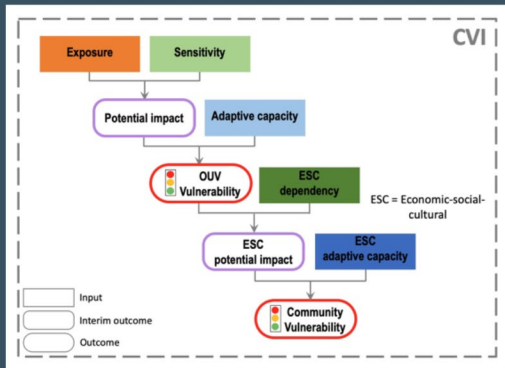 CVI
Exposure
Sensitivity
Potential impact
Adaptive capacity
OUV
Vulnerability
ESC
dependency
ESC = Economic-social-
cultural
ESC
potential impact
ESC
adaptive capacity
Community
Vulnerability
Input
Interim outcome
Outcome